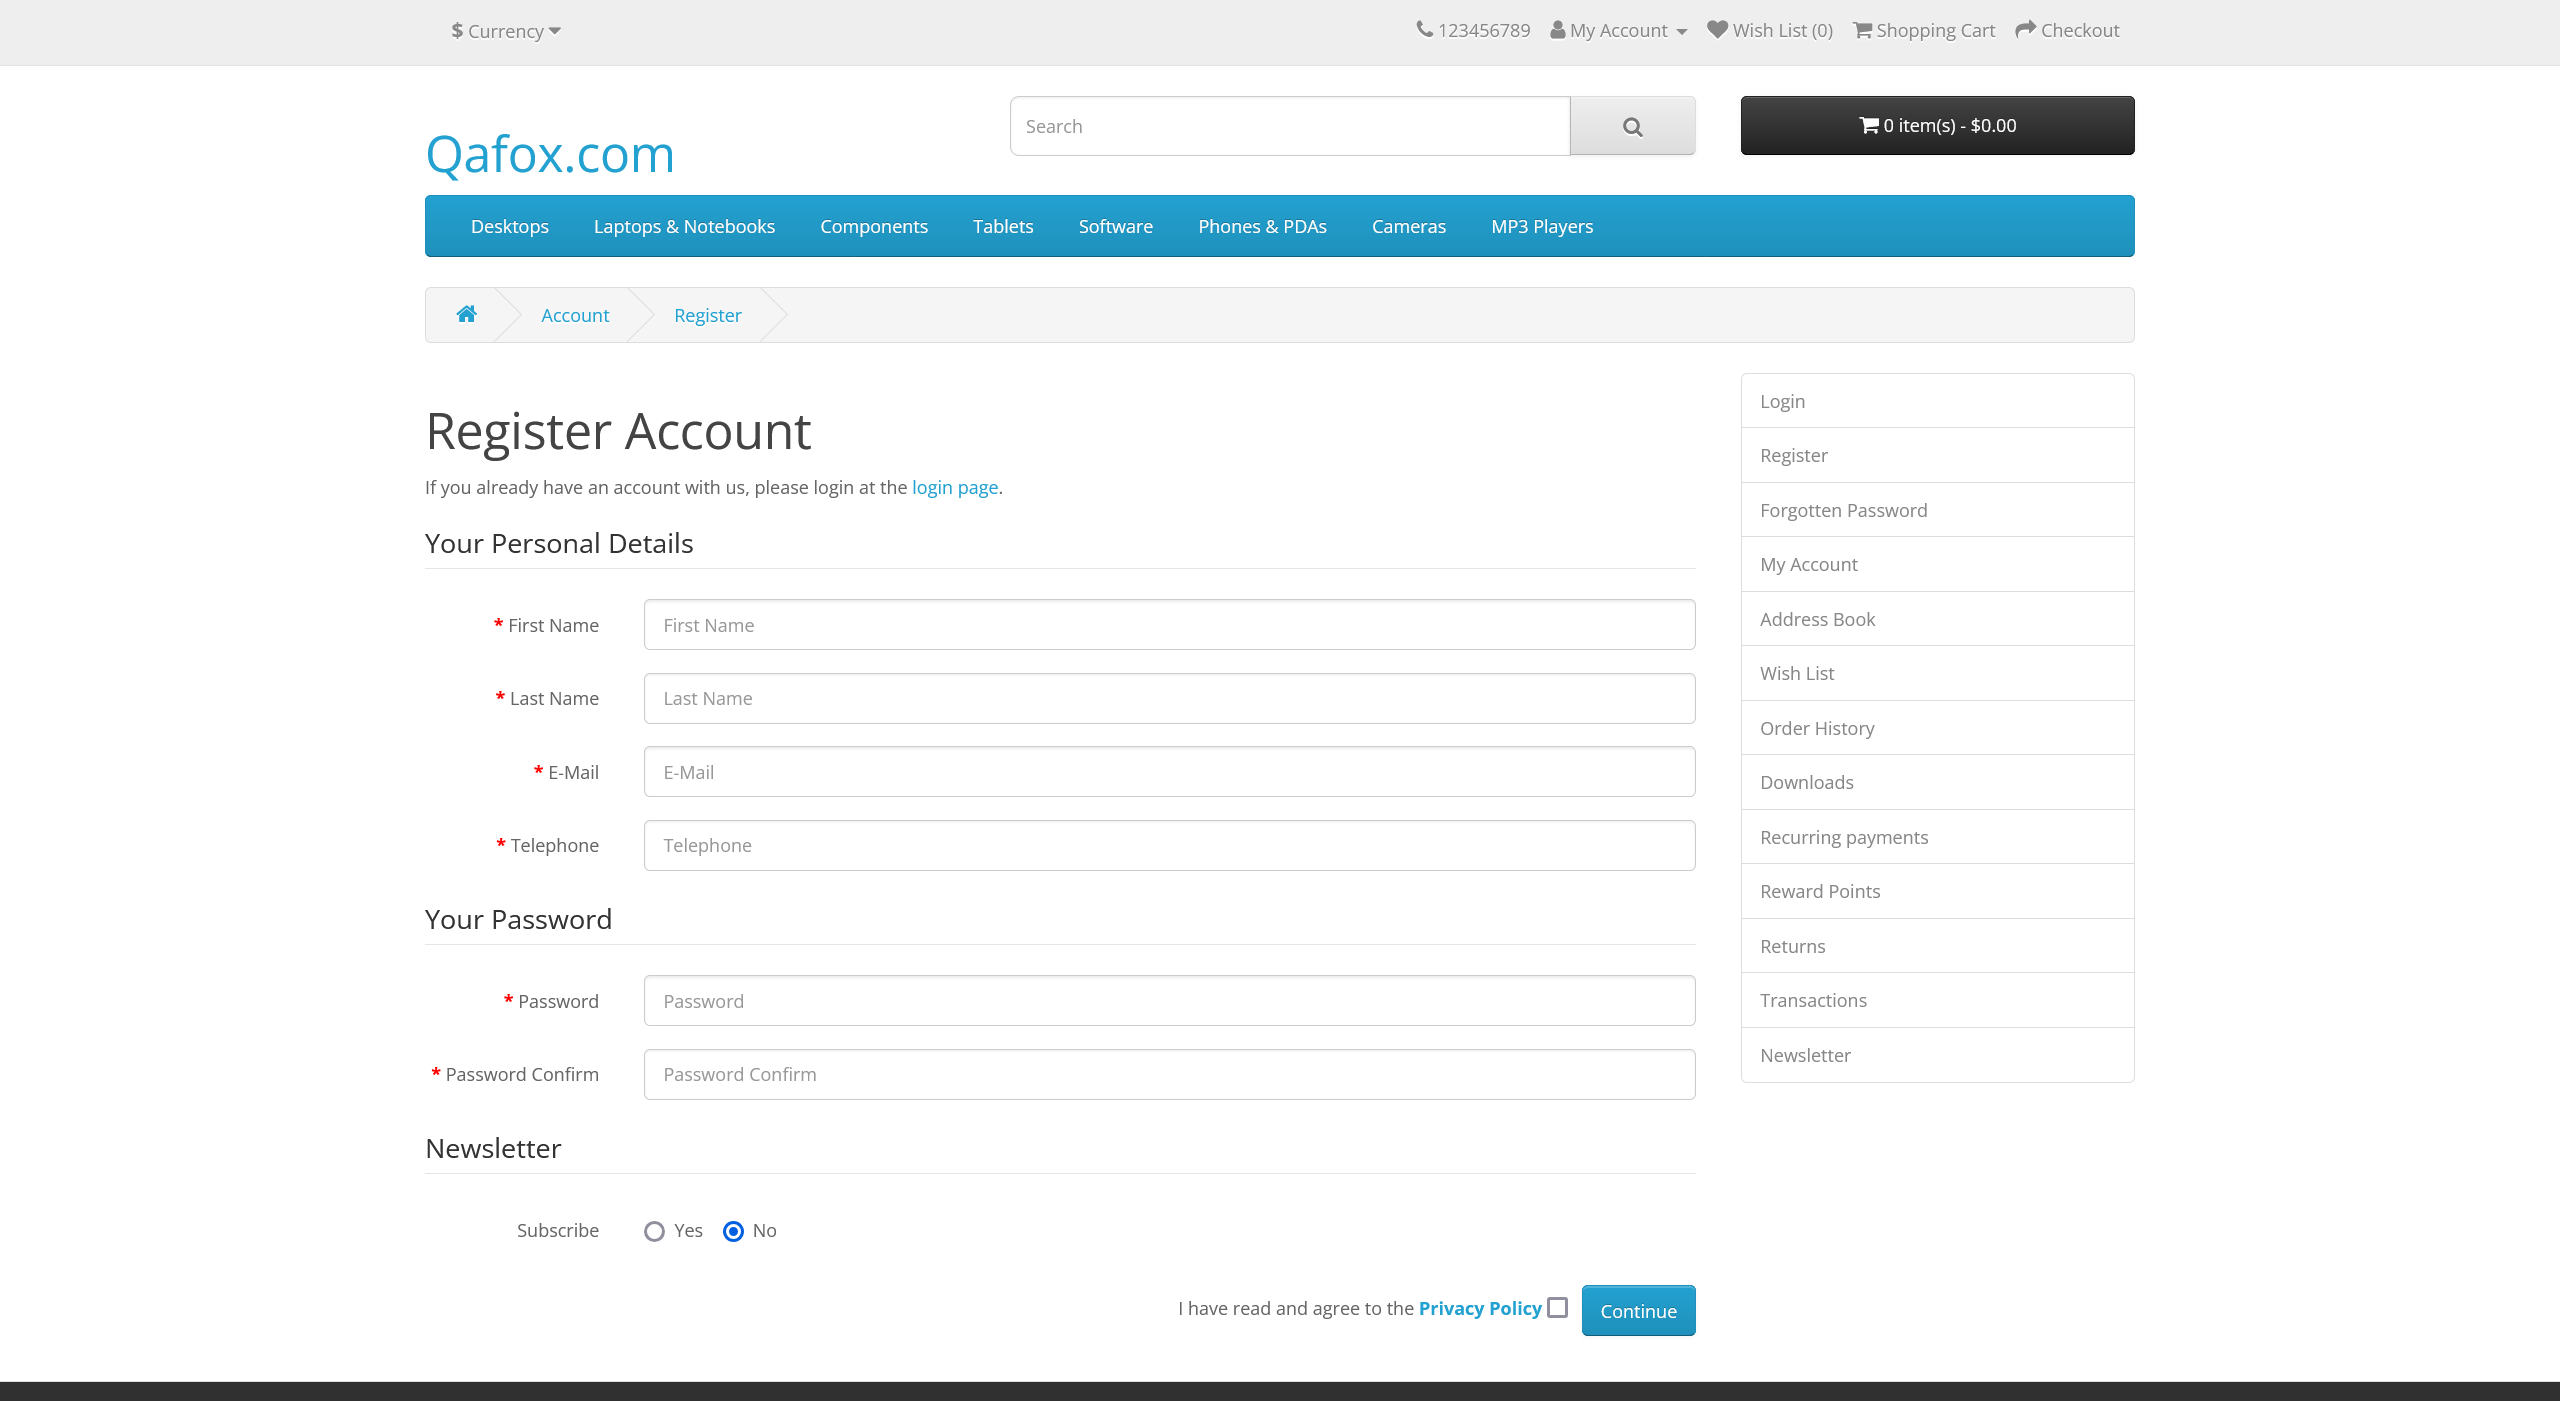 $ Currency
123456789 My Account Wish List (0) Shopping Cart Checkout
Qafox.com
Search
0 item(s) - $0.00
Desktops Laptops & Notebooks Components Tablets Software Phones & PDAs Cameras MP3 Players
Account Register
Register Account
If you already have an account with us, please login at the login page.
Your Personal Details
* First Name First Name
* Last Name Last Name
* E-Mail E-Mail
* Telephone Telephone
Your Password
* Password Password
* Password Confirm Password Confirm
Newsletter
Subscribe Yes No
I have read and agree to the Privacy Policy Continue
Login
Register
Forgotten Password
My Account
Address Book
Wish List
Order History
Downloads
Recurring payments
Reward Points
Returns
Transactions
Newsletter